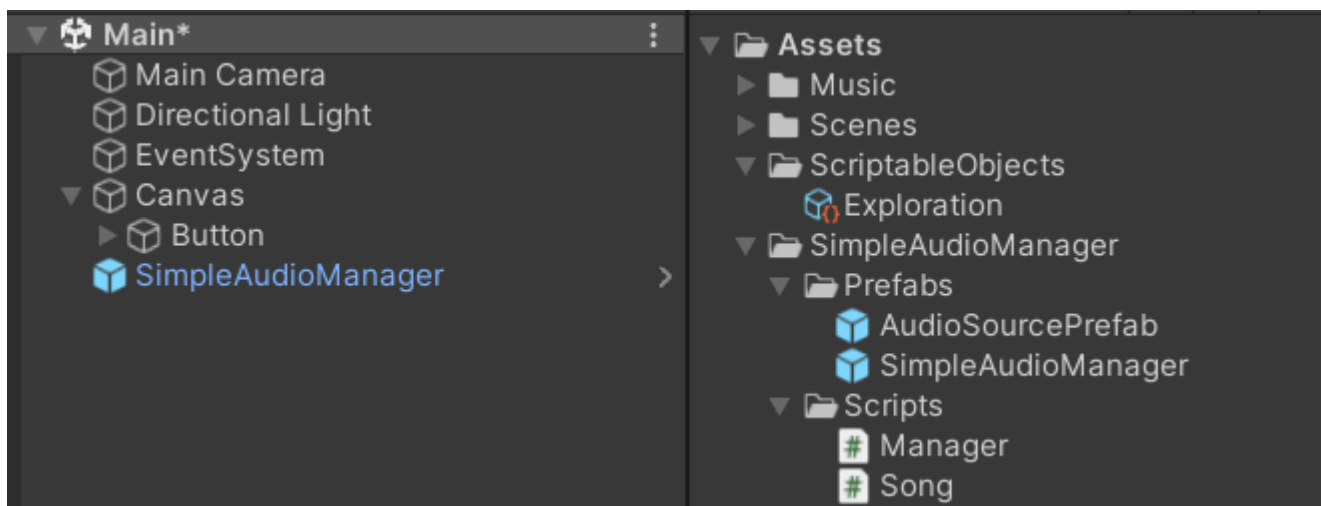 Main*
Main Camera
Directional Light
EventSystem
Canvas
Button
SimpleAudioManager
Assets
Music
Scenes
ScriptableObjects
Exploration
SimpleAudioManager
Prefabs
AudioSourcePrefab
SimpleAudioManager
Scripts
# Manager
# Song